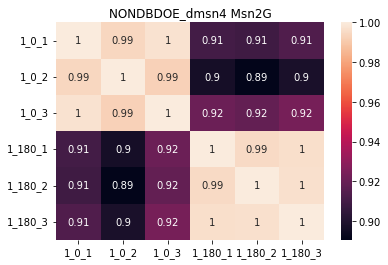 NONDBDOE_dmsn4 Msn2G
1_0_1 1 0.99 1 0.91 0.91 0.91
1_0_2 0.99 1 0.99 0.9 0.89 0.9
1_0_3 1 0.99 1 0.92 0.92 0.92
1_180_1 0.91 0.9 0.92 1 0.99 1
1_180_2 0.91 0.89 0.92 0.99 1 1
1_180_3 0.91 0.9 0.92 1 1 1
1_0_1 1_0_2 1_0_3 1_180_1 1_180_2 1_180_3
1.00
0.98
0.96
0.94
0.92
0.90